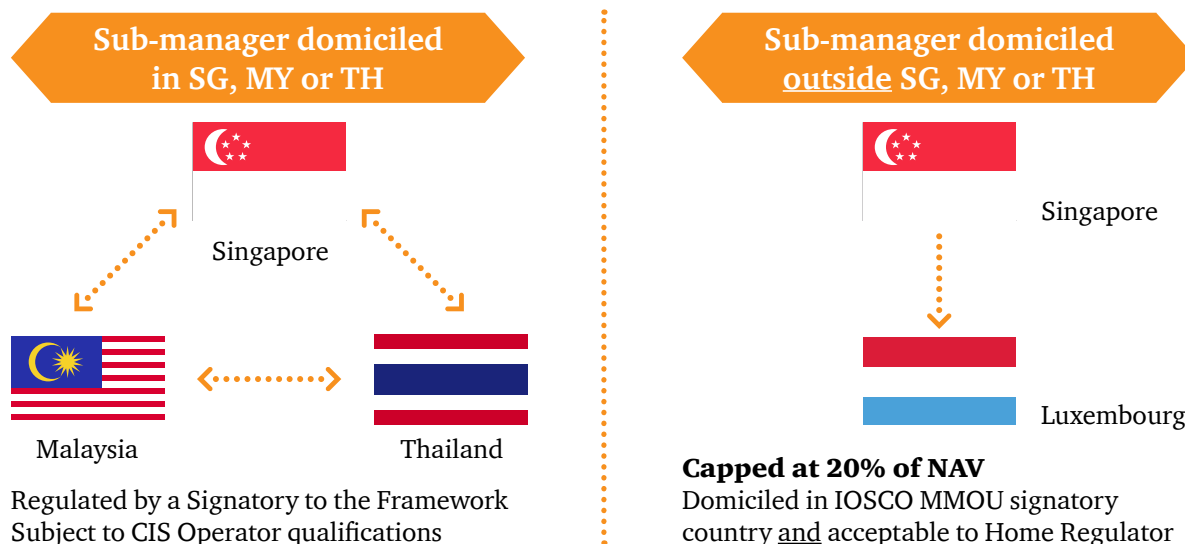 Sub-manager domiciled
in SG, MY or TH
Singapore
Malaysia
Thailand
Regulated by a Signatory to the Framework
Subject to CIS Operator qualifications
Sub-manager domiciled
outside SG, MY or TH
Singapore
Luxembourg
Capped at 20% of NAV
Domiciled in IOSCO MMOU signatory
country and acceptable to Home Regulator